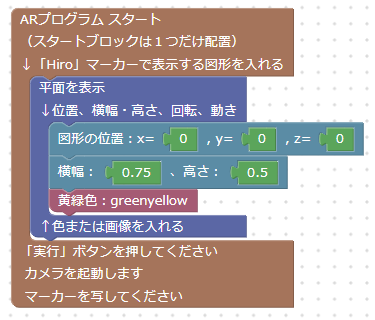 ARプログラム スタート
（スタートブロックは１つだけ配置）
↓「Hiro」マーカーで表示する図形を入れる
平面を表示
↓位置、横幅・高さ、回転、動き
図形の位置：x= 0 , y= 0 , z= 0
横幅： 0.75 、高さ： 0.5
黄緑色：greenyellow
↑色または画像を入れる
「実行」ボタンを押してください
カメラを起動します
マーカーを写してください